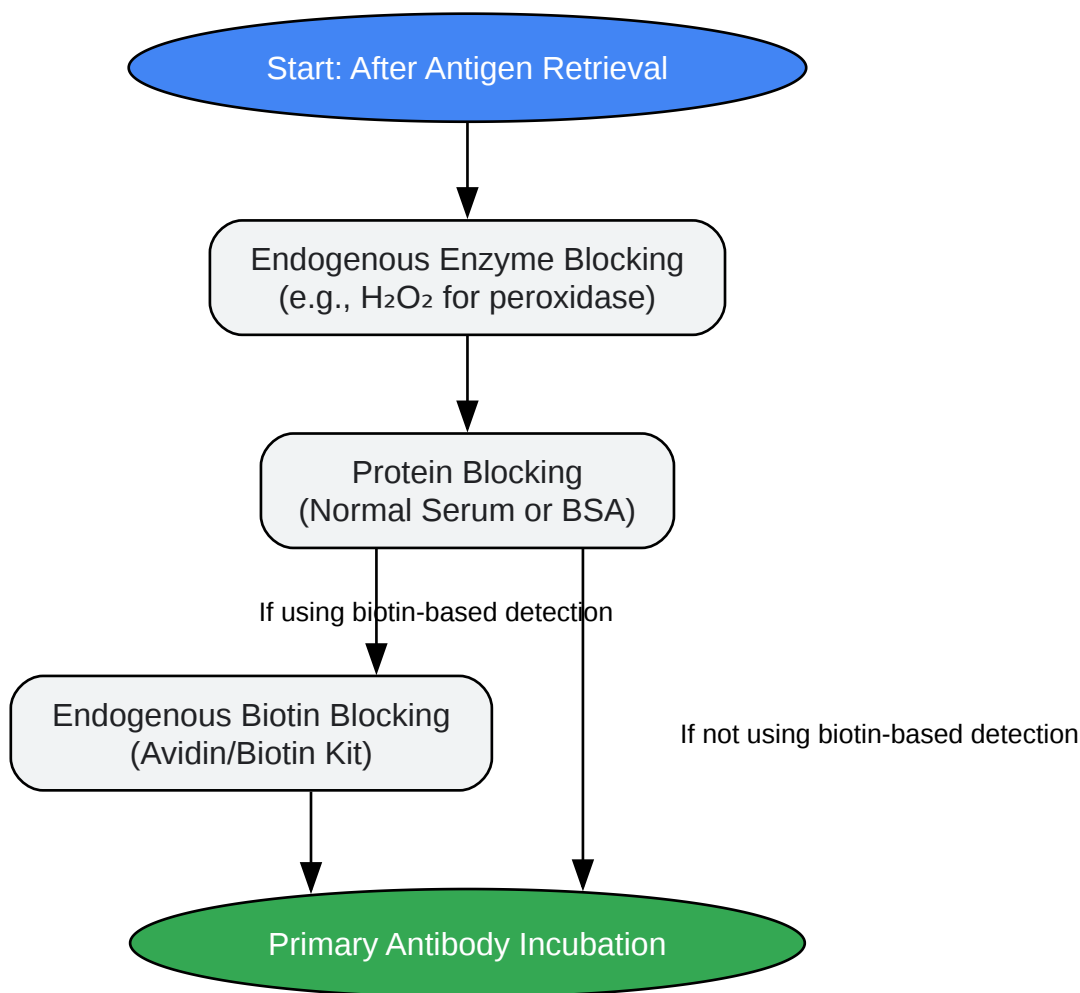 Start: After Antigen Retrieval
Endogenous Enzyme Blocking
(e.g., H₂O₂ for peroxidase)
Protein Blocking
(Normal Serum or BSA)
If using biotin-based detection
Endogenous Biotin Blocking
(Avidin/Biotin Kit)
If not using biotin-based detection
Primary Antibody Incubation